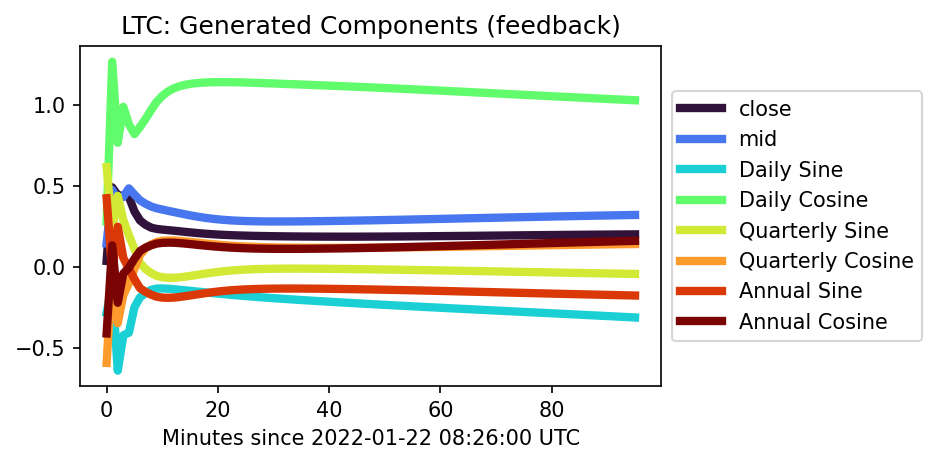 LTC: Generated Components (feedback)
1.0
0.5
0.0
−0.5
0
20
40
60
80
Minutes since 2022-01-22 08:26:00 UTC
close
mid
Daily Sine
Daily Cosine
Quarterly Sine
Quarterly Cosine
Annual Sine
Annual Cosine